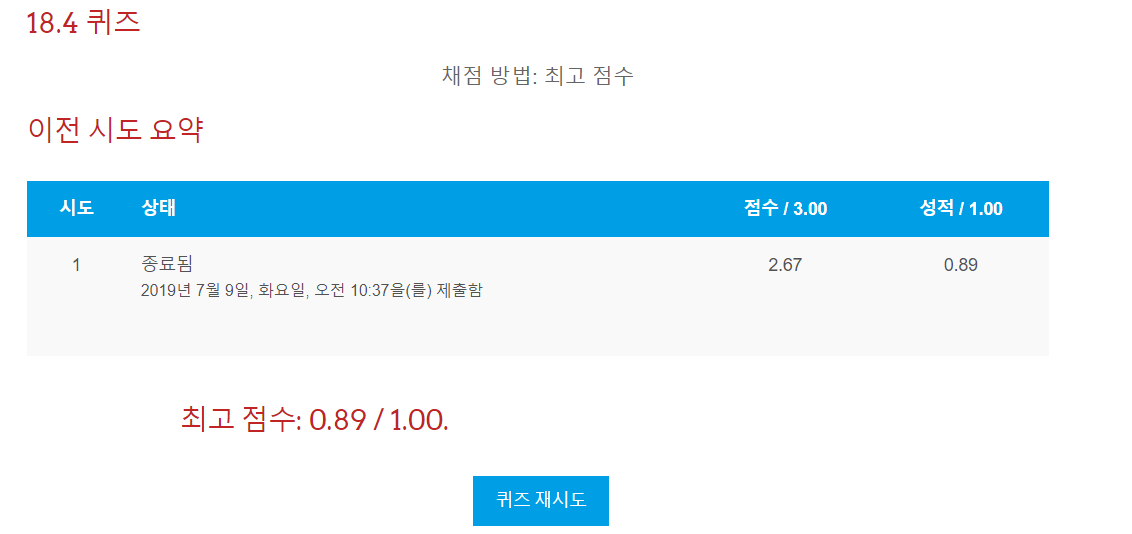 18.4 퀴즈
채점 방법: 최고 점수
이전 시도 요약
시도 상태 점수 / 3.00 성적 / 1.00
1 종료됨 2.67 0.89
2019년 7월 9일, 화요일, 오전 10:37을(를) 제출함
최고 점수: 0.89 / 1.00.
퀴즈 재시도